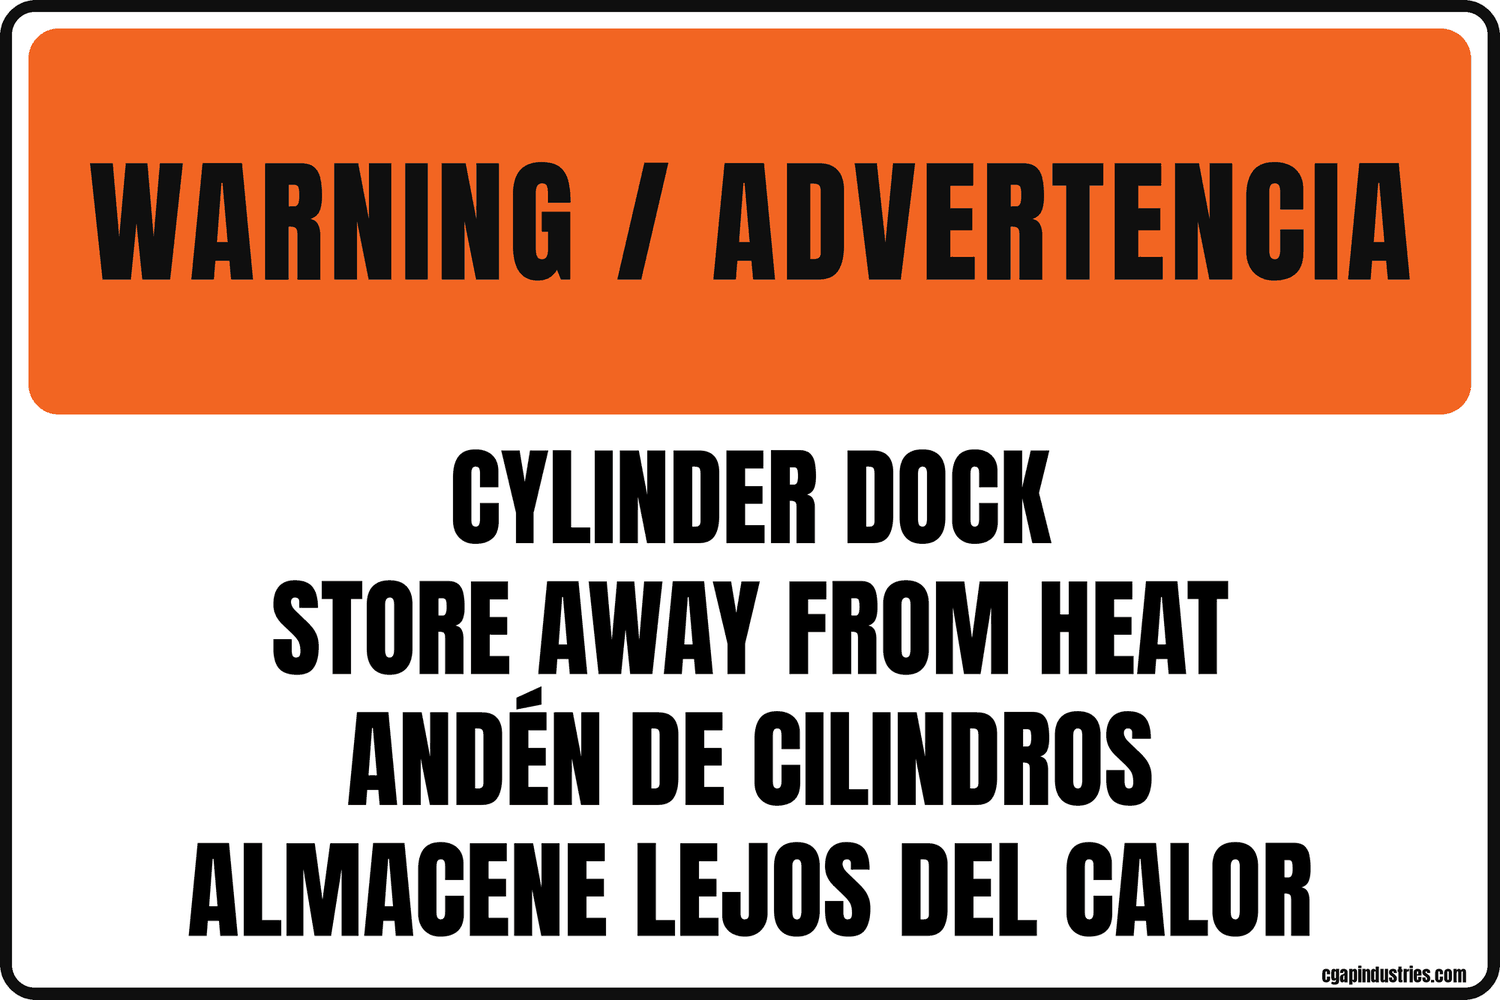 WARNING / ADVERTENCIA
CYLINDER DOCK
STORE AWAY FROM HEAT
ANDÉN DE CILINDROS
ALMACENE LEJOS DEL CALOR
cgapindustries.com